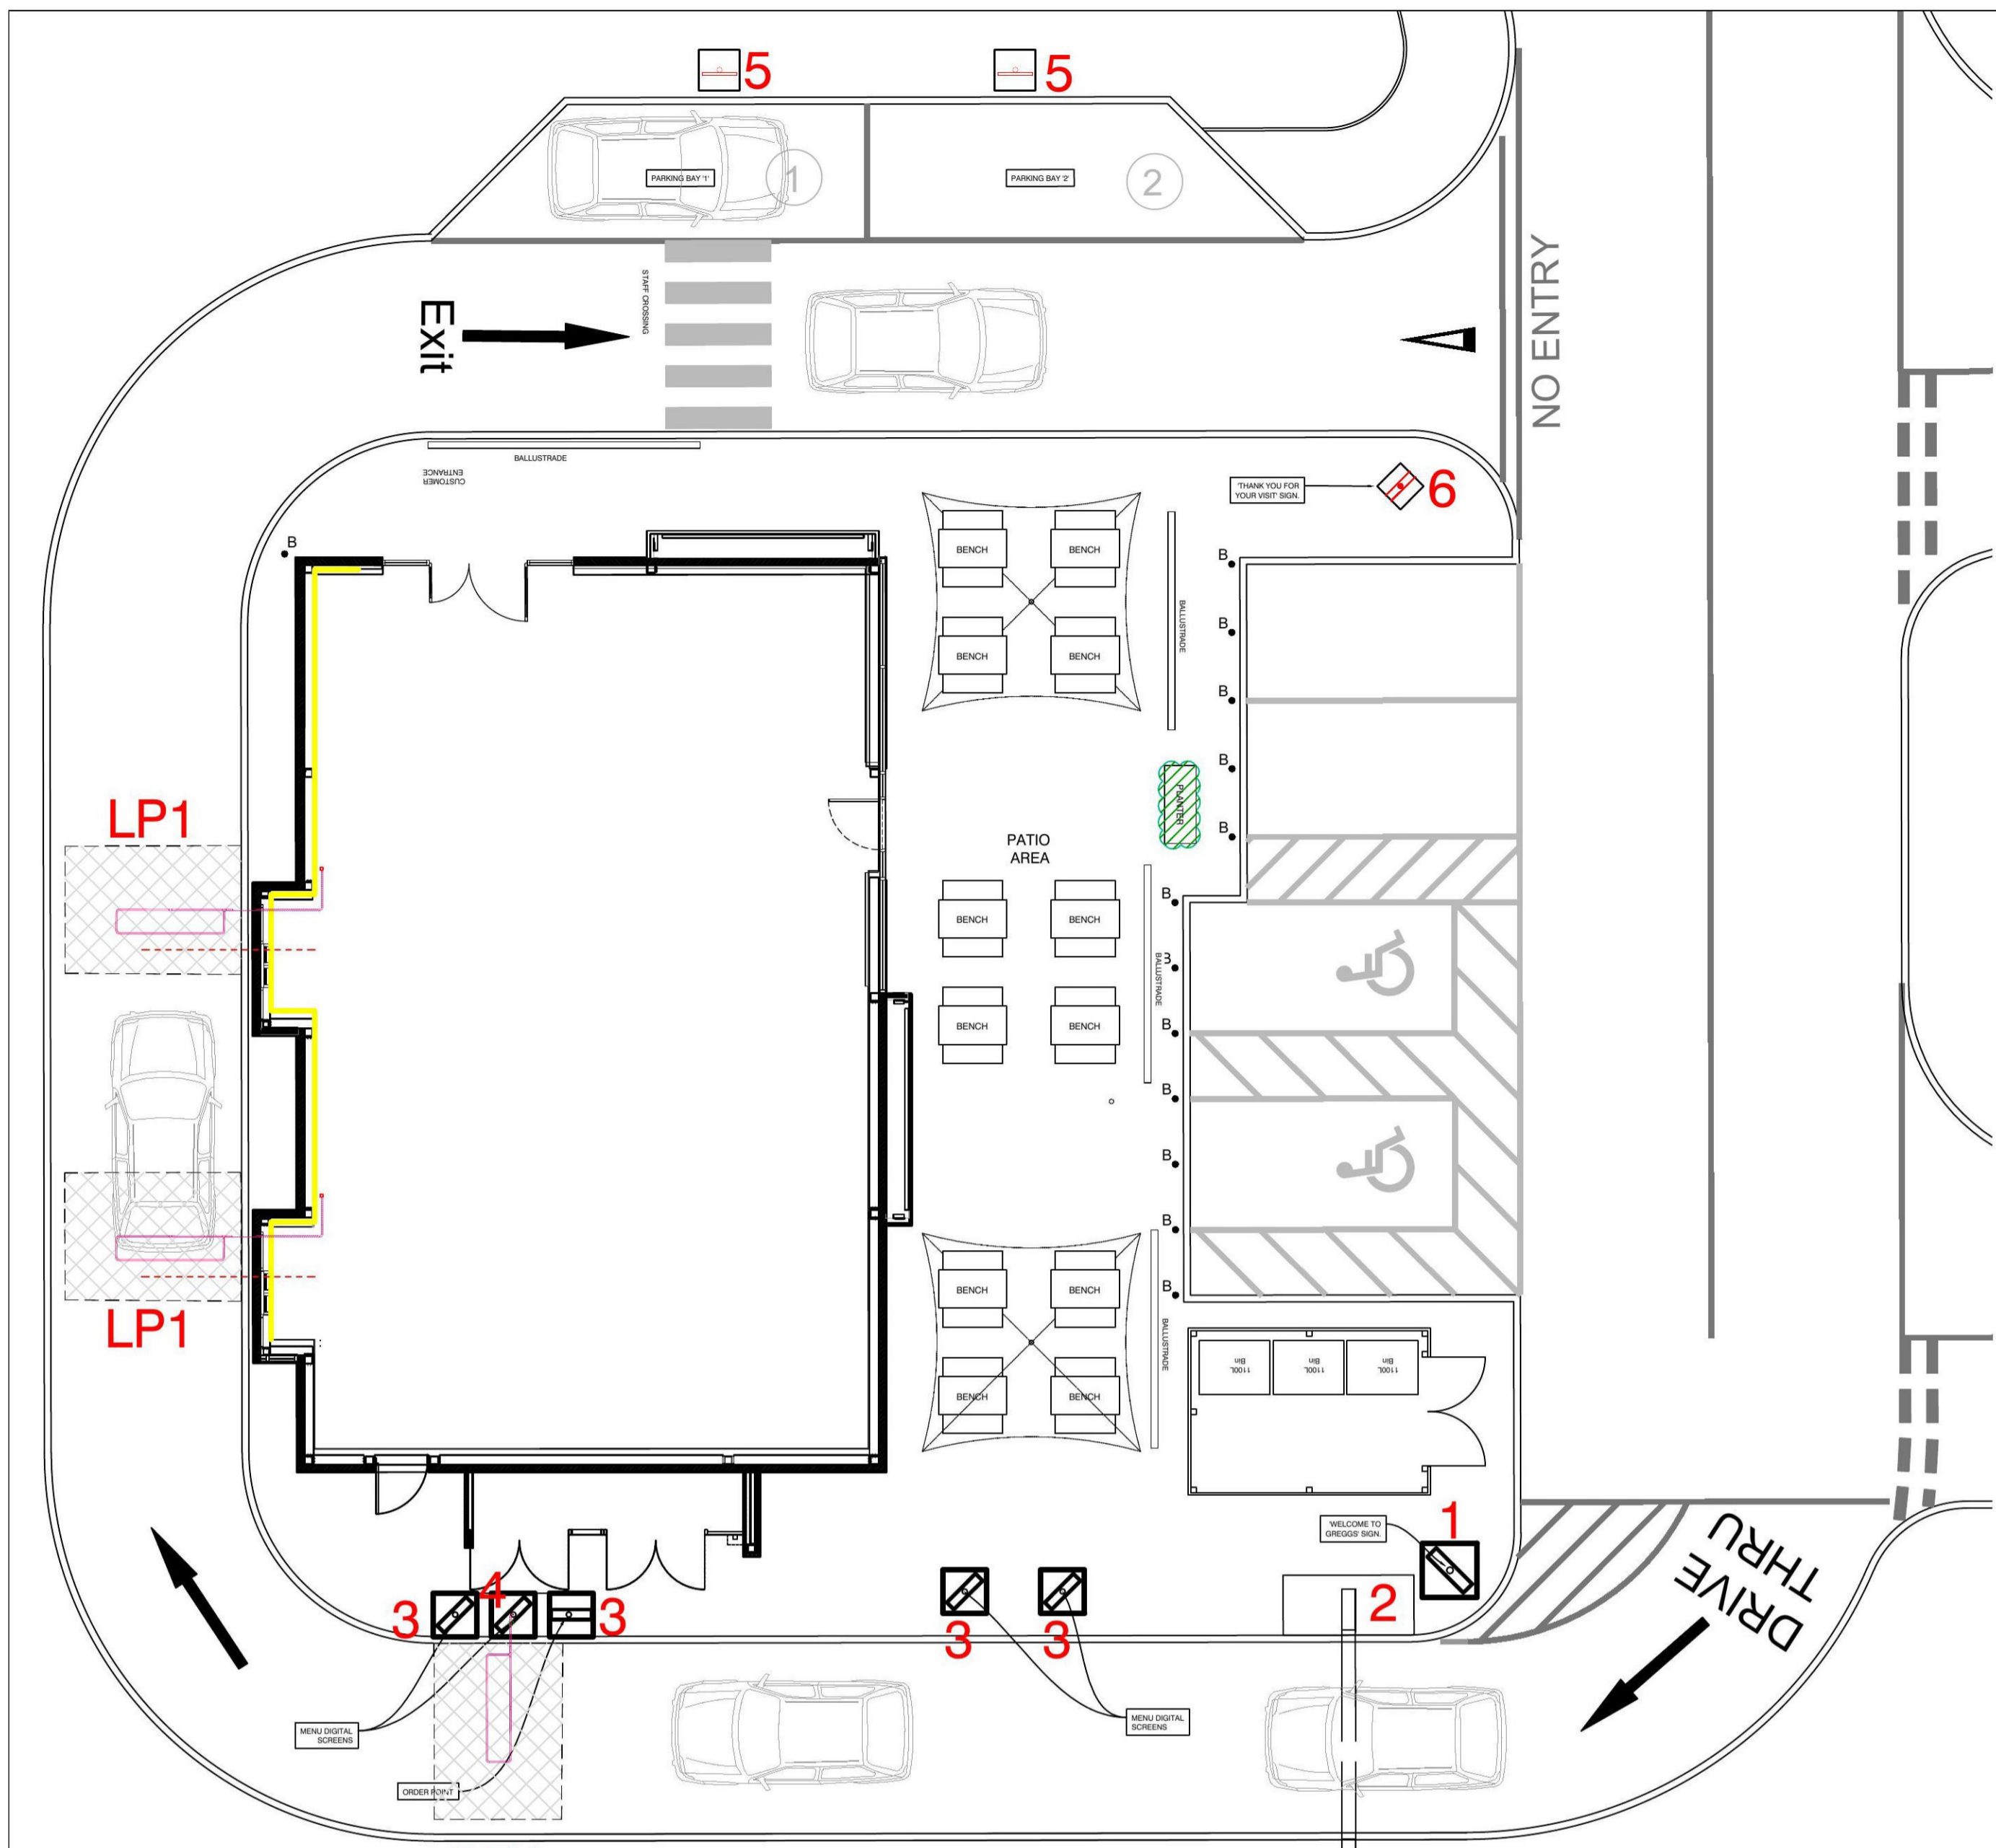 5
5
PARKING BAY '1'
1
PARKING BAY '2'
2
STAFF CROSSING
Exit
NO ENTRY
BALLUSTRADE
CUSTOMER
ENTRANCE
'THANK YOU FOR
YOUR VISIT' SIGN.
6
B
BENCH
BENCH
BENCH
BENCH
BALLUSTRADE
B
B
B
B
B
PLANTER
LP1
PATIO
AREA
BENCH
BENCH
BENCH
BENCH
BALLUSTRADE
B
B
B
B
B
B
B
LP1
BENCH
BENCH
BENCH
BENCH
BALLUSTRADE
1100L
Bin
1100L
Bin
1100L
Bin
'WELCOME TO
GREGGS' SIGN.
1
DRIVE
THRU
2
3
4
3
3
3
MENU DIGITAL
SCREENS
MENU DIGITAL
SCREENS
ORDER POINT